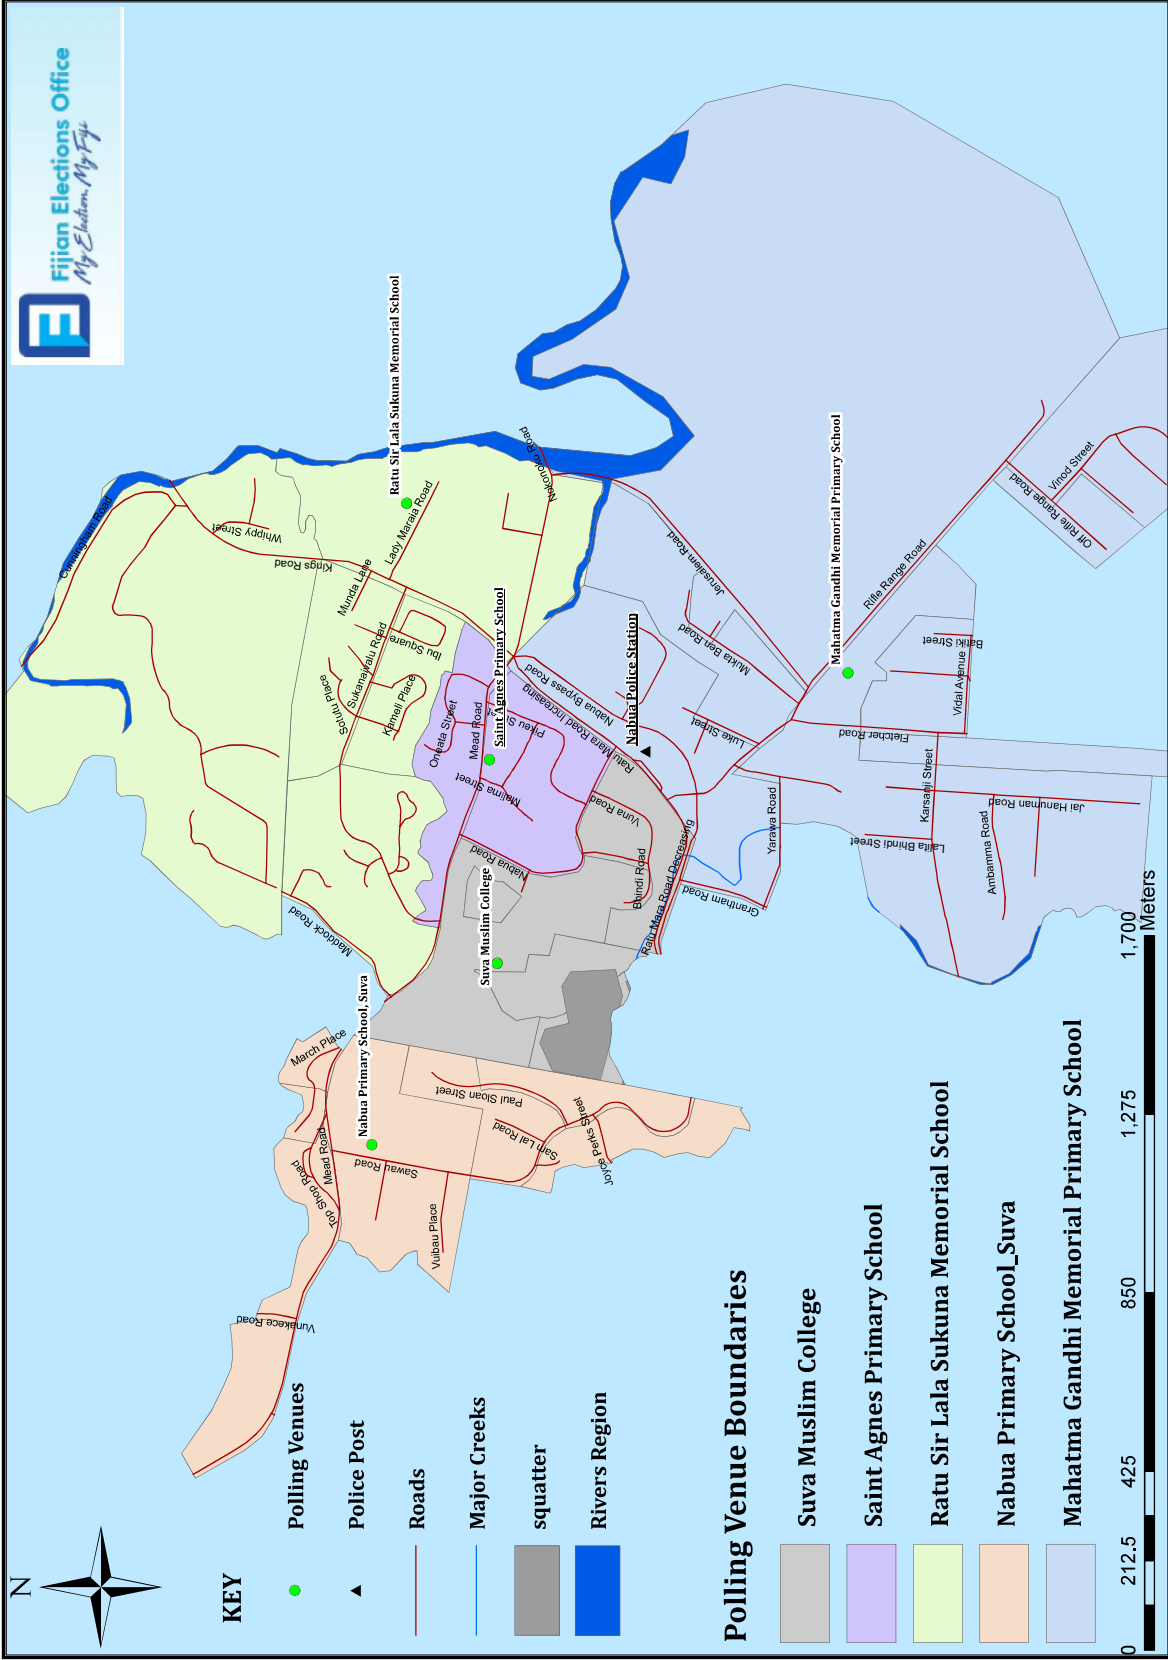 Fijian Elections Office
My Election. My Fiji
N
KEY
Polling Venues
Police Post
Roads
Major Creeks
squatter
Rivers Region
Polling Venue Boundaries
Suva Muslim College
Saint Agnes Primary School
Ratu Sir Lala Sukuna Memorial School
Nabua Primary School_Suva
Mahatma Gandhi Memorial Primary School
0 212.5 425 850 1,275 1,700
Meters
Cunningham Road
Whippy Street
Kings Road
Munda Lane
Lady Maraia Road
Ratu Sir Lala Sukuna Memorial School
Nokonoko Road
Sukanaivalu Road
Ibu Square
Sotutu Place
Kameli Place
Oneata Street
Mead Road
Saint Agnes Primary School
Malima Street
Ratu Mara Road Increasing
Nabua Bypass Road
Nabua Police Station
Jerusalem Road
Mukta Ben Road
Luke Street
Mahatma Gandhi Memorial Primary School
Rifle Range Road
Off Rifle Range Road
Vinod Street
Batiki Street
Vidal Avenue
Fletcher Road
Karsanji Street
Jai Hanuman Road
Lalita Bhindi Street
Ambamma Road
Yarawa Road
Grantham Road
Ratu Mara Road Decreasing
Bhindi Road
Vuna Road
Nabua Road
Suva Muslim College
Maddock Road
Nabua Primary School, Suva
March Place
Mead Road
Top Shop Road
Sawau Road
Vuibau Place
Paul Sloan Street
Sam Lal Road
Joyce Perks Street
Vunakece Road